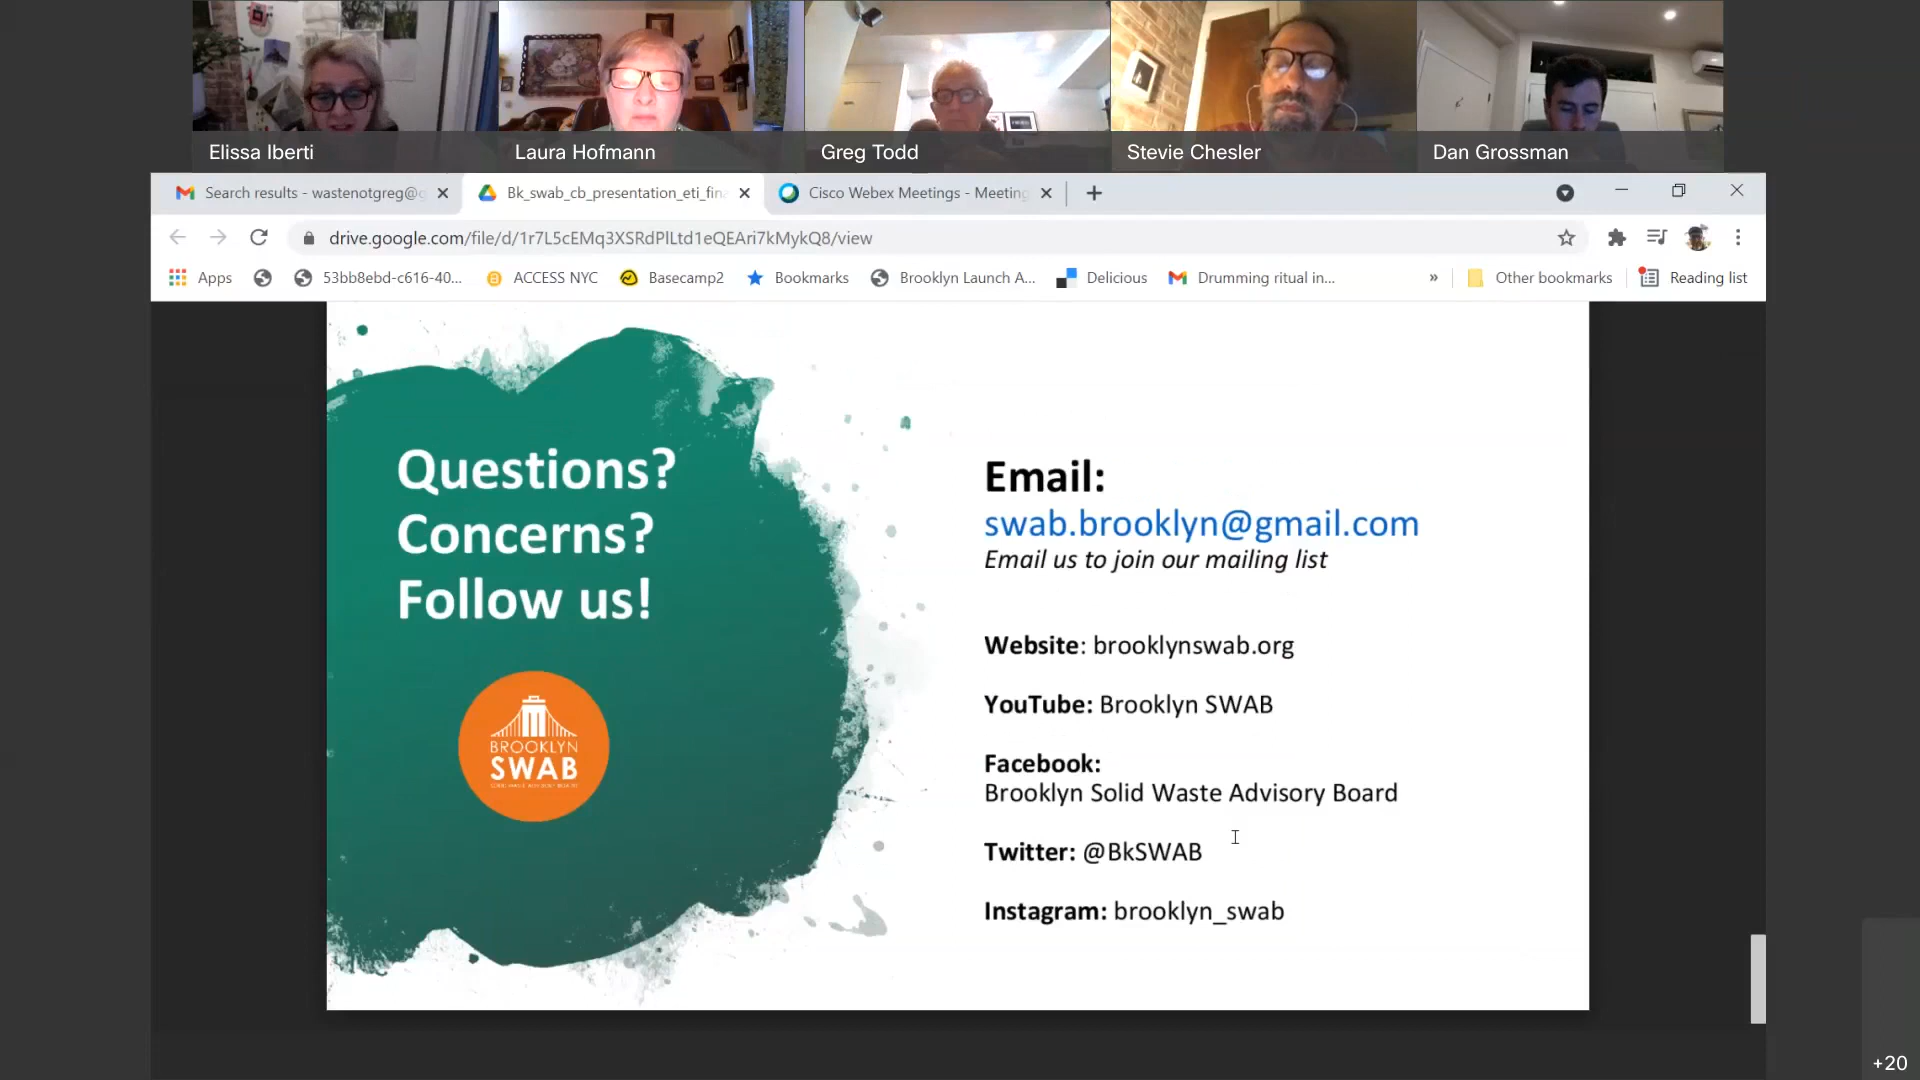 Elissa Iberti
Laura Hofmann
Greg Todd
Stevie Chesler
Dan Grossman
Search results - wastenotgreg@g
Bk_swab_cb_presentation_eti_fin
Cisco Webex Meetings - Meeting
drive.google.com/file/d/1r7L5cEMq3XSRdPlLtd1eQEAri7kMykQ8/view
Apps
53bb8ebd-c616-40...
ACCESS NYC
Basecamp2
Bookmarks
Brooklyn Launch A...
Delicious
Drumming ritual in...
»
Other bookmarks
Reading list
Questions?
Concerns?
Follow us!
BROOKLYN
SWAB
Email:
swab.brooklyn@gmail.com
Email us to join our mailing list
Website: brooklynswab.org
YouTube: Brooklyn SWAB
Facebook:
Brooklyn Solid Waste Advisory Board
Twitter: @BkSWAB
Instagram: brooklyn_swab
+20